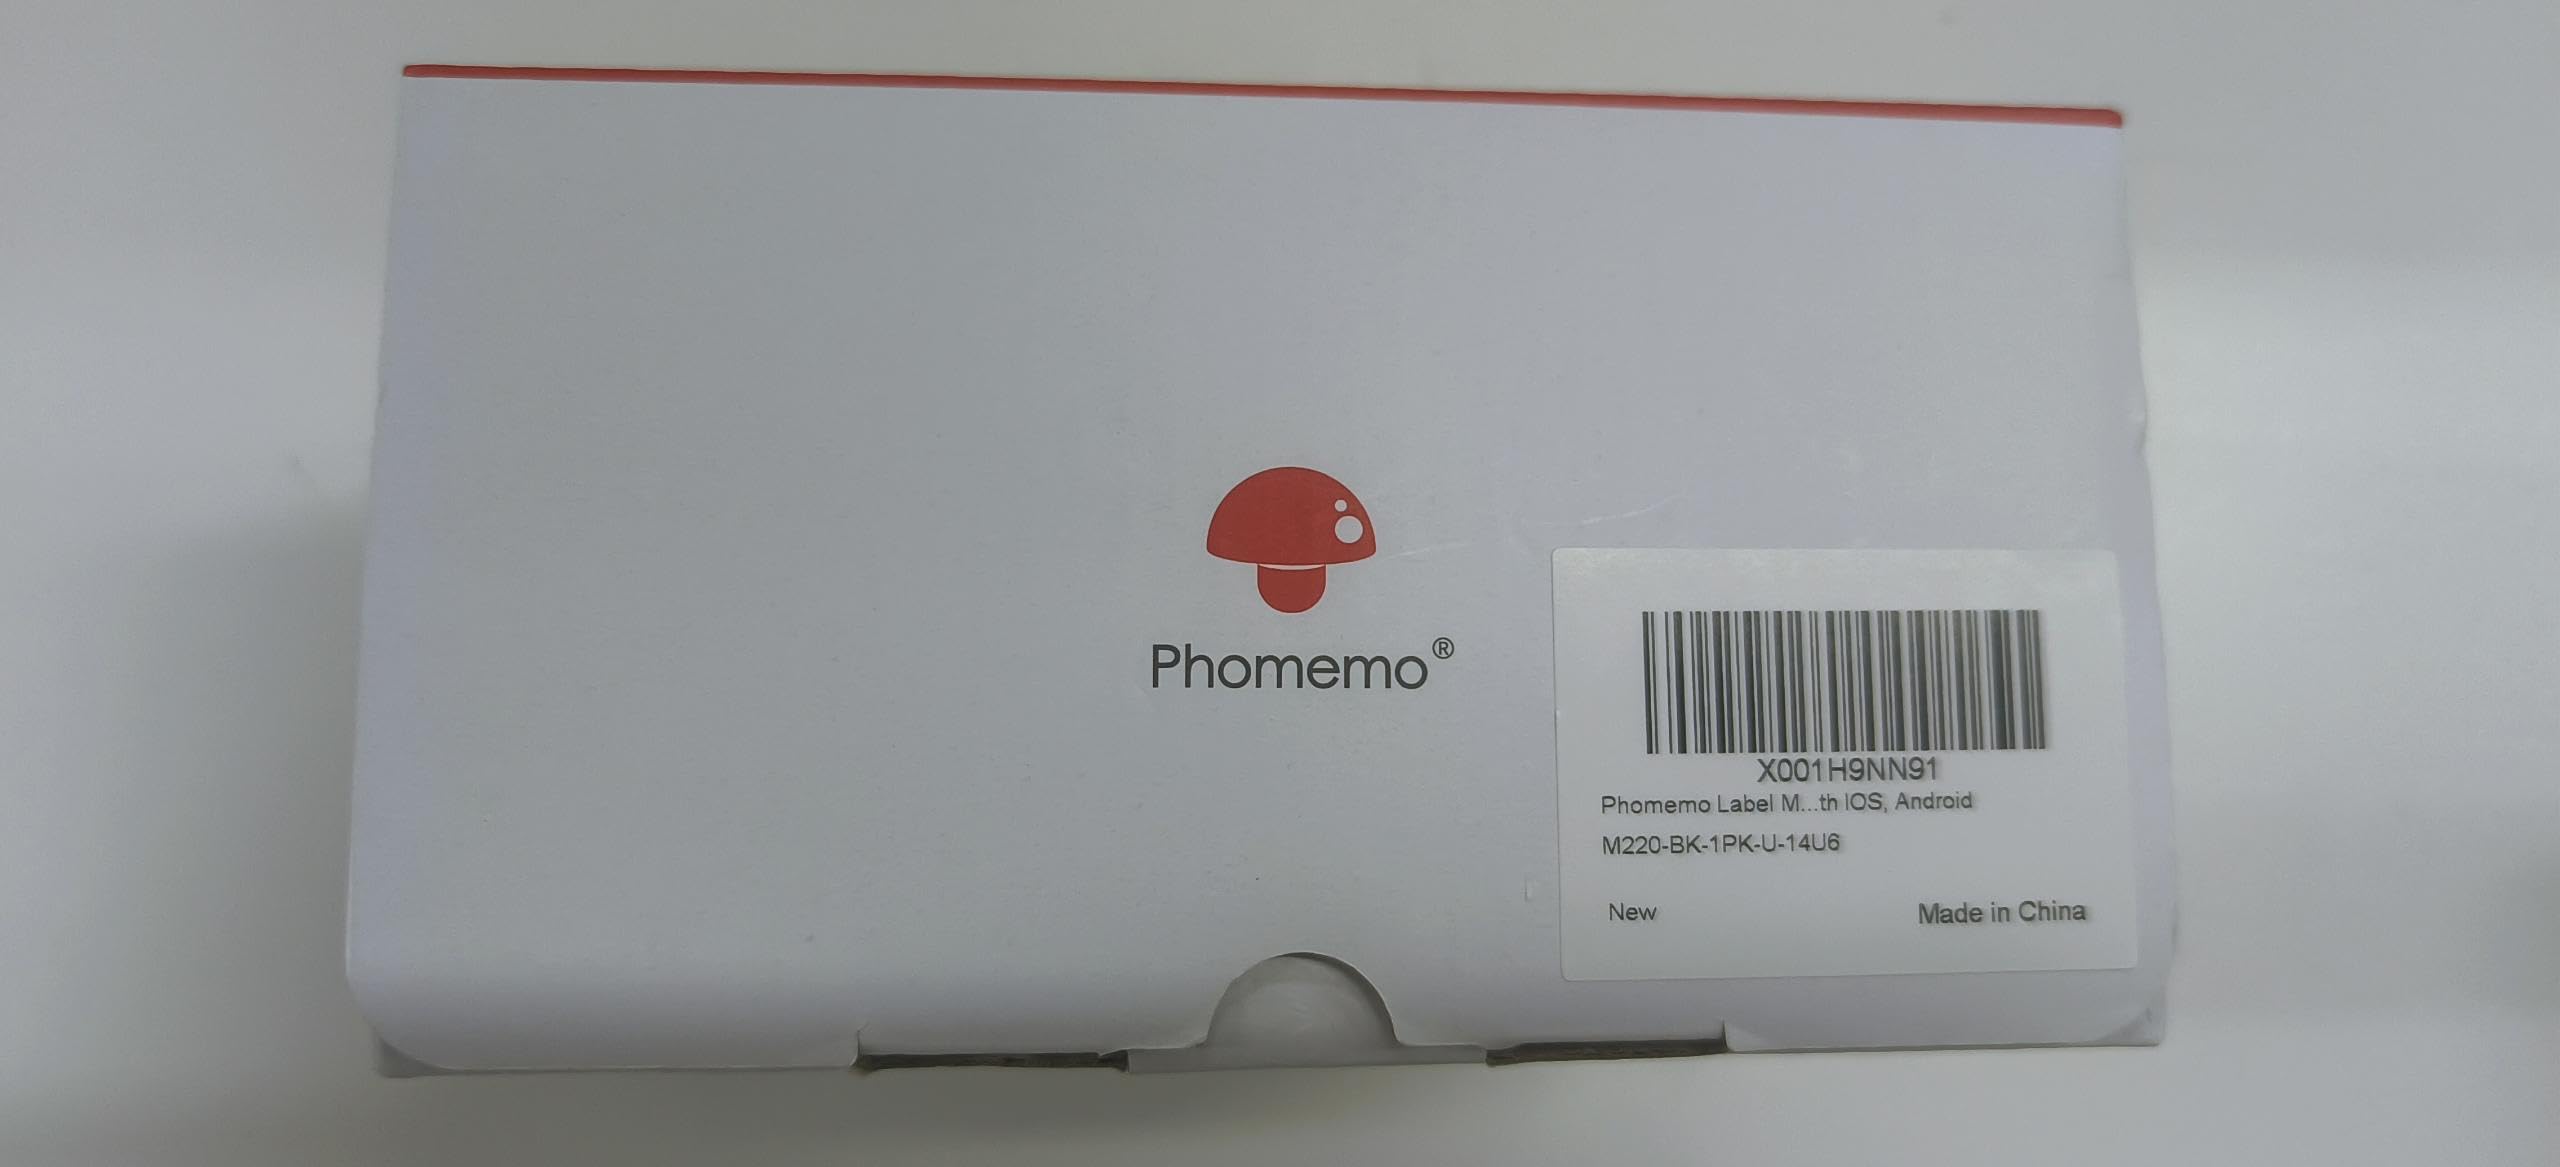 Phomemo®
X001H9NN91
Phomemo Label M...th IOS, Android
M220-BK-1PK-U-14U6
New Made in China